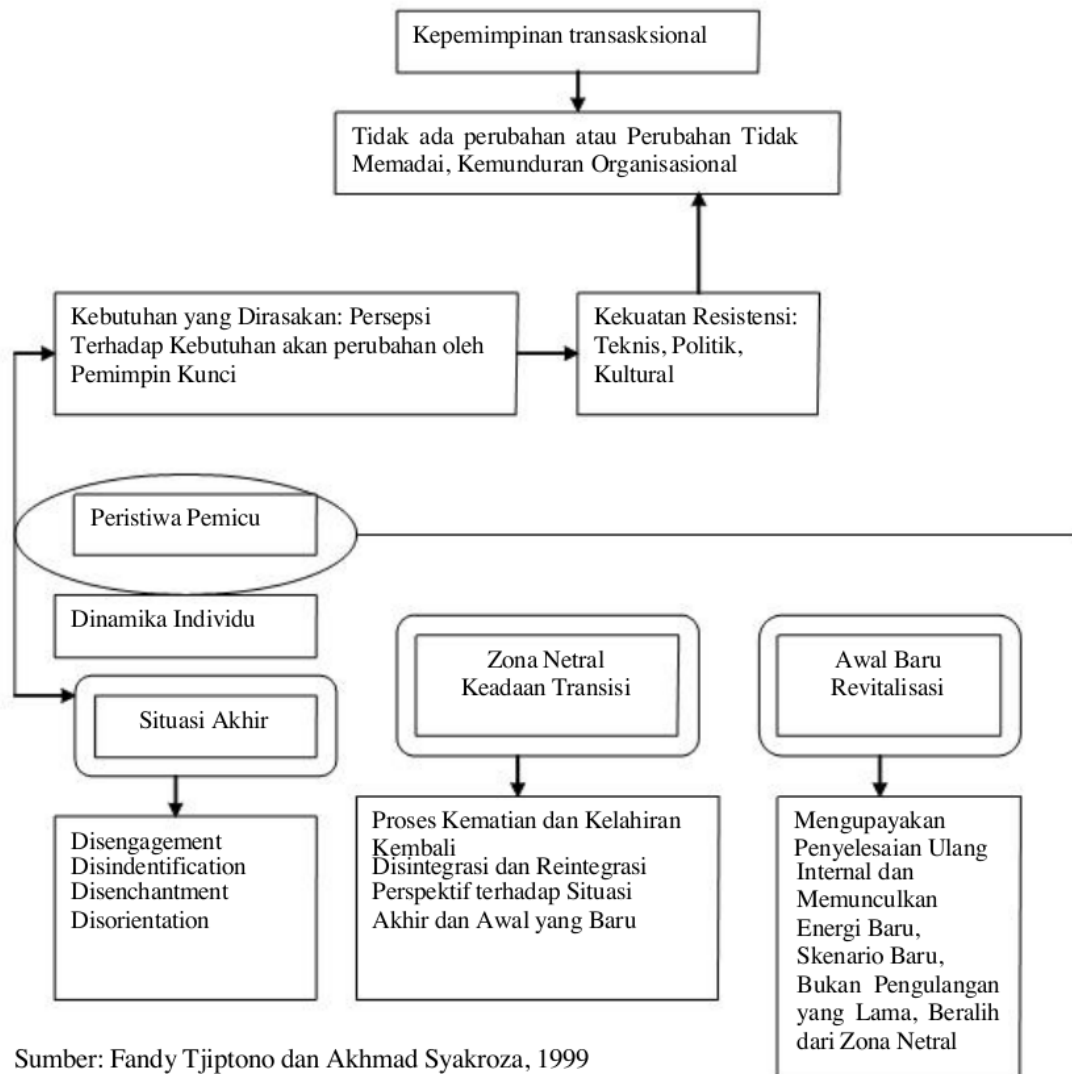 Kepemimpinan transasksional
Tidak ada perubahan atau Perubahan Tidak
Memadai, Kemunduran Organisasional
Kebutuhan yang Dirasakan: Persepsi
Terhadap Kebutuhan akan perubahan oleh
Pemimpin Kunci
Kekuatan Resistensi:
Teknis, Politik,
Kultural
Peristiwa Pemicu
Dinamika Individu
Situasi Akhir
Zona Netral
Keadaan Transisi
Awal Baru
Revitalisasi
Disengagement
Disindentification
Disenchantment
Disorientation
Proses Kematian dan Kelahiran
Kembali
Disintegrasi dan Reintegrasi
Perspektif terhadap Situasi
Akhir dan Awal yang Baru
Mengupayakan
Penyelesaian Ulang
Internal dan
Memunculkan
Energi Baru,
Skenario Baru,
Bukan Pengulangan
yang Lama, Beralih
dari Zona Netral
Sumber: Fandy Tjiptono dan Akhmad Syakroza, 1999